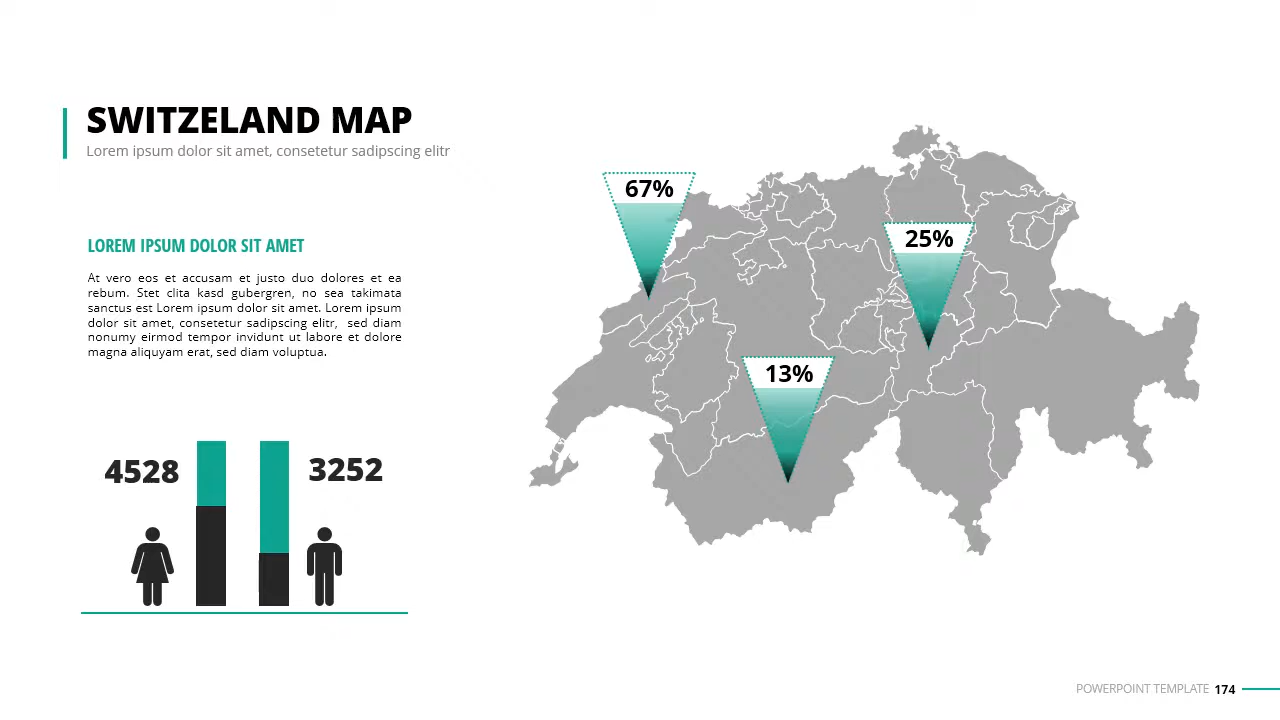 SWITZELAND MAP
Lorem ipsum dolor sit amet, consetetur sadipscing elitr
LOREM IPSUM DOLOR SIT AMET
At vero eos et accusam et justo duo dolores et ea
rebum. Stet clita kasd gubergren, no sea takimata
sanctus est Lorem ipsum dolor sit amet. Lorem ipsum
dolor sit amet, consetetur sadipscing elitr, sed diam
nonumy eirmod tempor invidunt ut labore et dolore
magna aliquyam erat, sed diam voluptua.
4528
3252
67%
25%
13%
POWERPOINT TEMPLATE 174